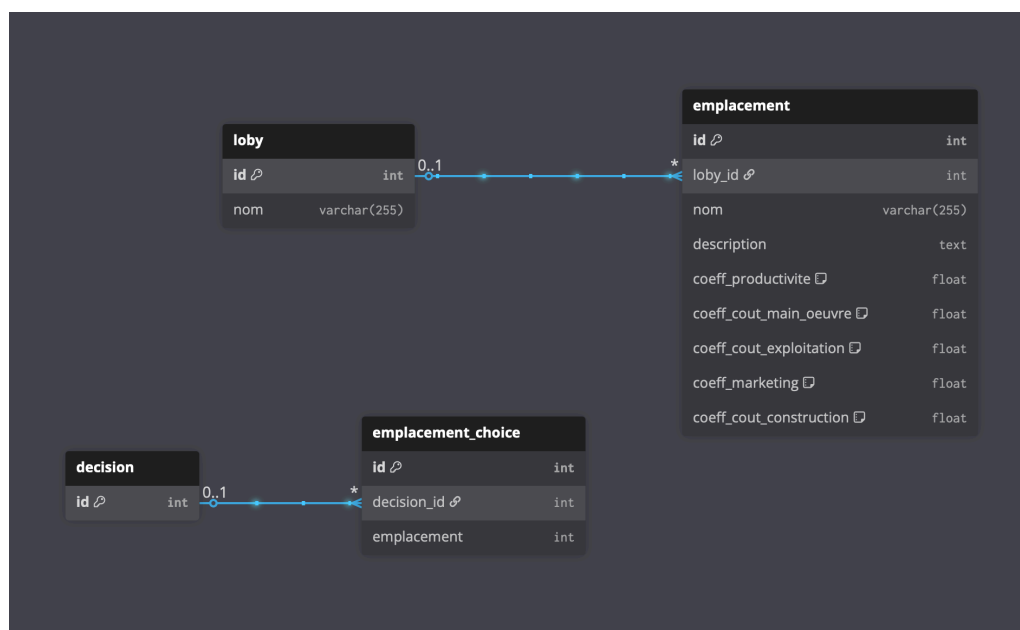 loby
id int
nom varchar(255)
0..1
*
emplacement
id int
loby_id int
nom varchar(255)
description text
coeff_productivite float
coeff_cout_main_oeuvre float
coeff_cout_exploitation float
coeff_marketing float
coeff_cout_construction float
decision
id int
0..1
*
emplacement_choice
id int
decision_id int
emplacement int